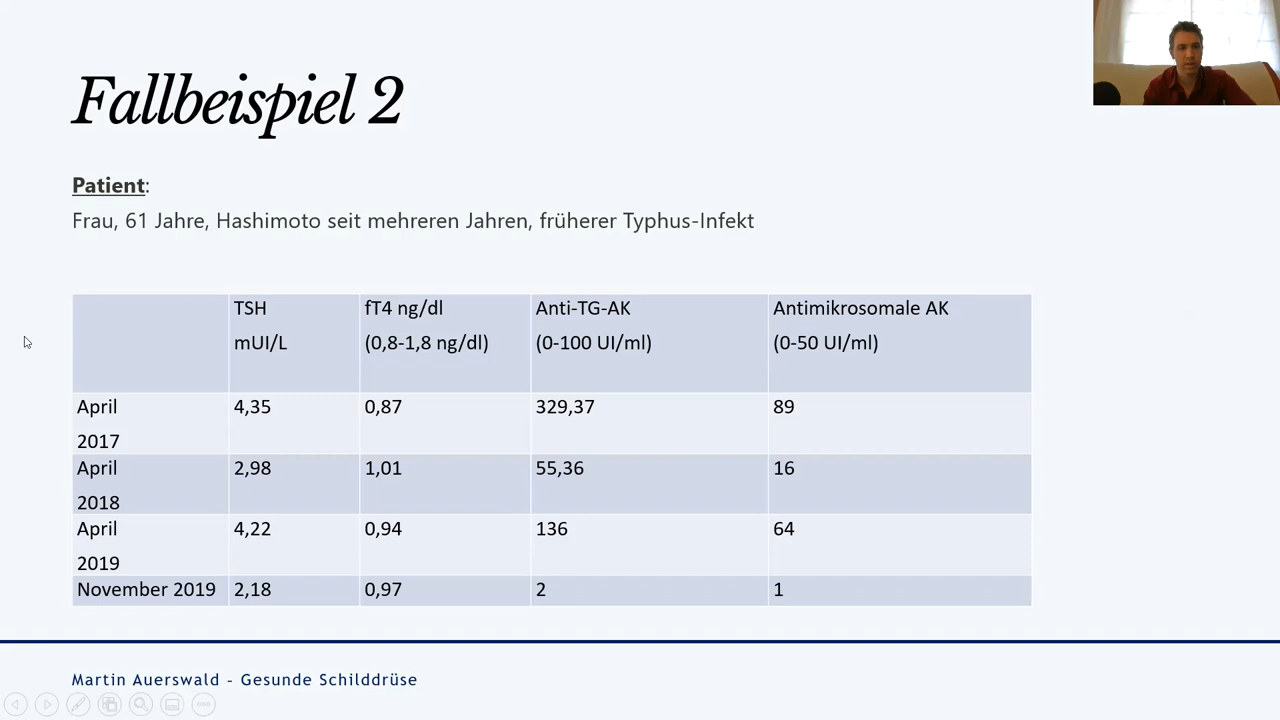 Fallbeispiel 2
Patient:
Frau, 61 Jahre, Hashimoto seit mehreren Jahren, früherer Typhus-Infekt
TSH fT4 ng/dl Anti-TG-AK Antimikrosomale AK
mUI/L (0,8-1,8 ng/dl) (0-100 UI/ml) (0-50 UI/ml)
April 4,35 0,87 329,37 89
2017
April 2,98 1,01 55,36 16
2018
April 4,22 0,94 136 64
2019
November 2019 2,18 0,97 2 1
Martin Auerswald - Gesunde Schilddrüse